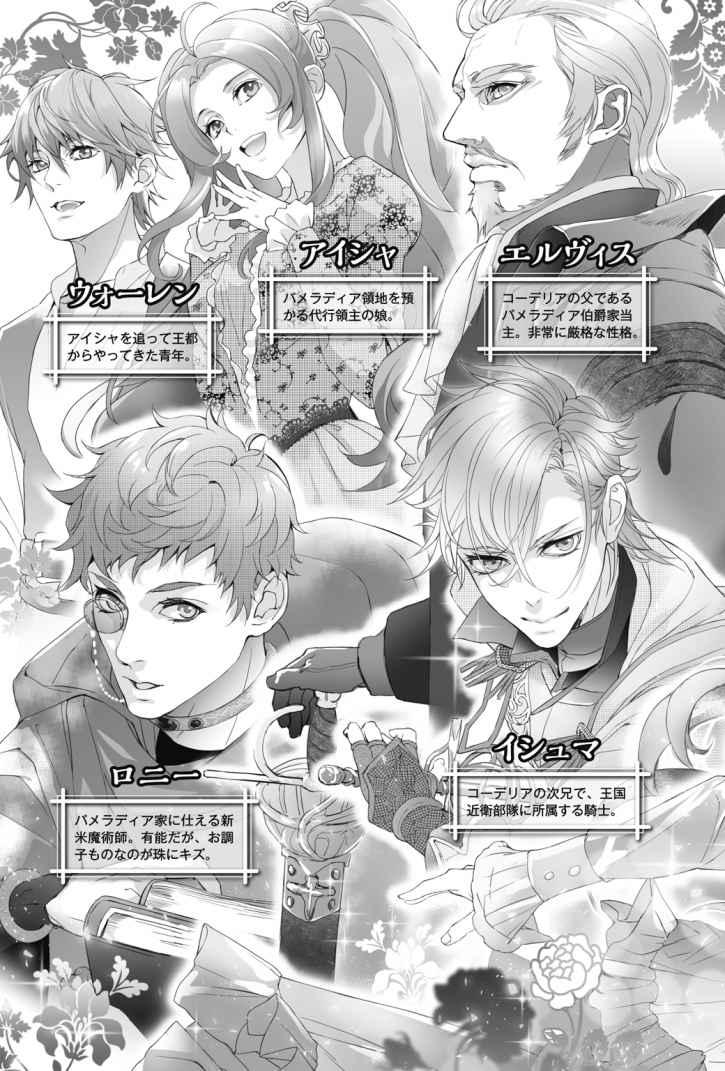 エルヴィス
コーデリアの父である
パメラディア伯爵家当
主。非常に厳格な性格。
アイシャ
パメラディア領地を預
かる代行領主の娘。
ウォーレン
アイシャを追って王都
からやってきた青年。
イシュマ
コーデリアの次兄で、王国
近衛部隊に所属する騎士。
ロニー
パメラディア家に仕える新
米魔術師。有能だが、お調
子ものなのが珠にキズ。